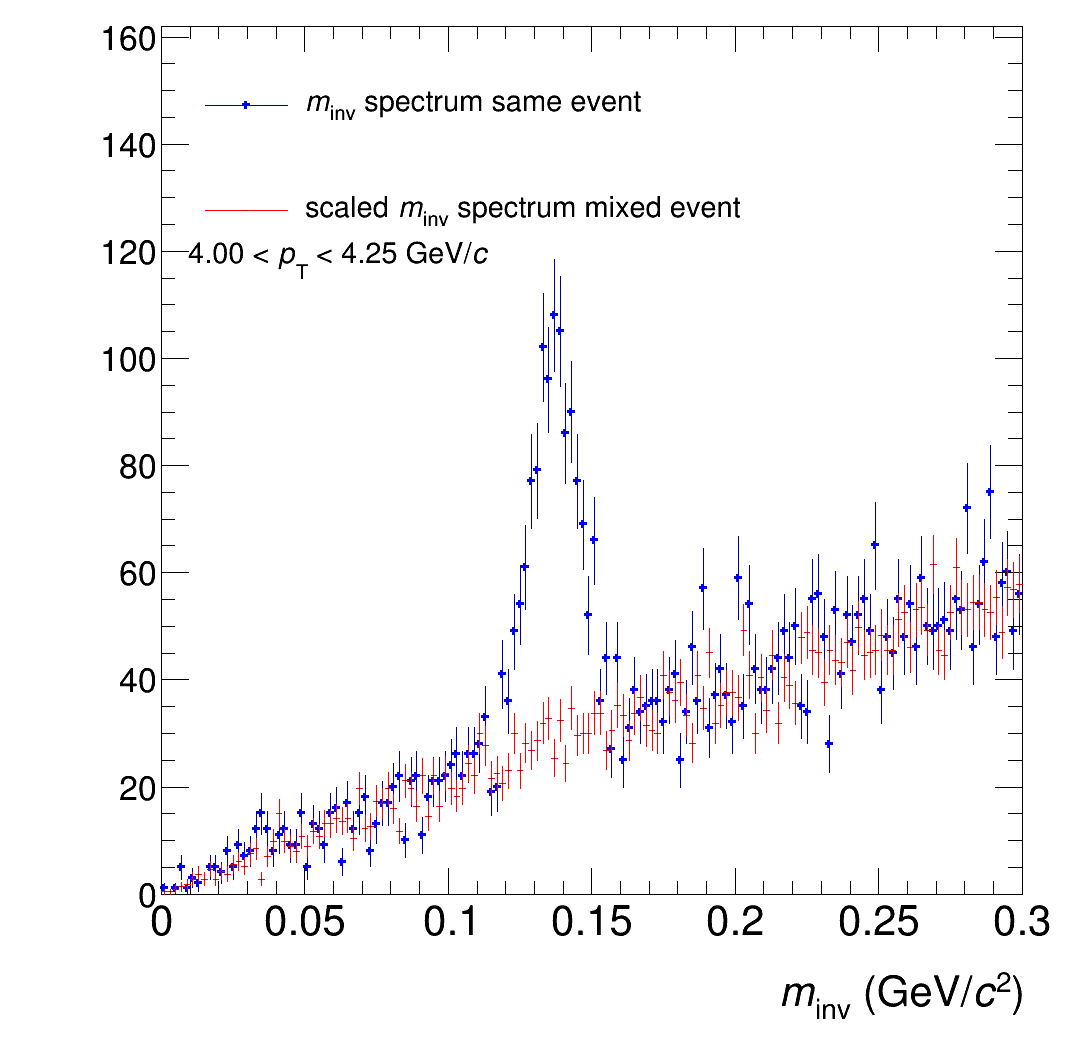 160
m_inv spectrum same event
140
scaled m_inv spectrum mixed event
120
4.00 < p_T < 4.25 GeV/c
100
80
60
40
20
0
0 0.05 0.1 0.15 0.2 0.25 0.3
m_inv (GeV/c²)